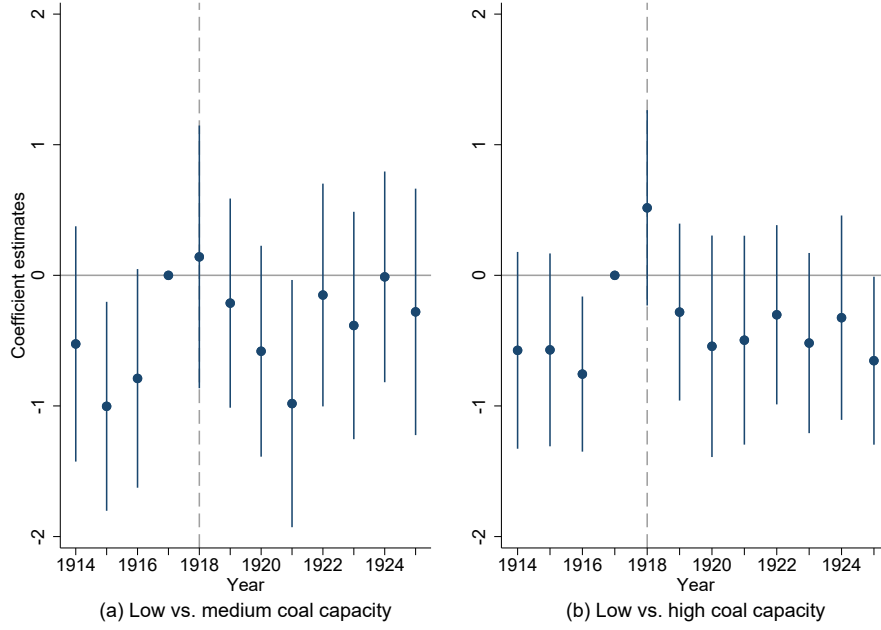 Coefficient estimates
2
1
0
-1
-2
1914 1916 1918 1920 1922 1924
Year
(a) Low vs. medium coal capacity
2
1
0
-1
-2
1914 1916 1918 1920 1922 1924
Year
(b) Low vs. high coal capacity